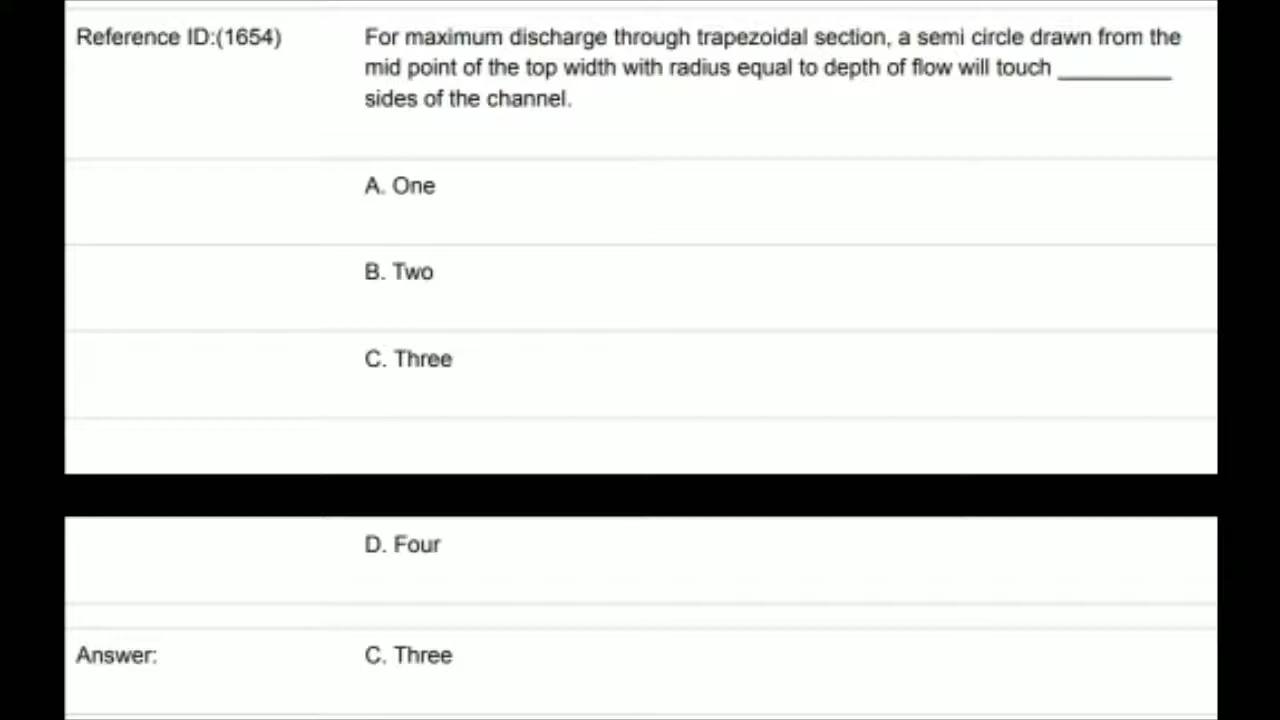 Reference ID:(1654) For maximum discharge through trapezoidal section, a semi circle drawn from the
mid point of the top width with radius equal to depth of flow will touch __________
sides of the channel.
A. One
B. Two
C. Three
D. Four
Answer: C. Three